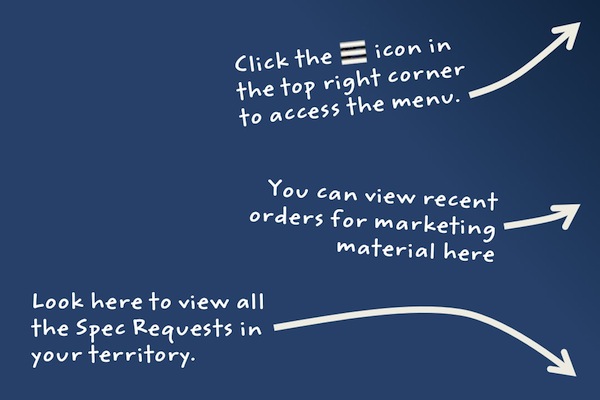 Click the ☰ icon in
the top right corner
to access the menu.
You can view recent
orders for marketing
material here
Look here to view all
the Spec Requests in
your territory.